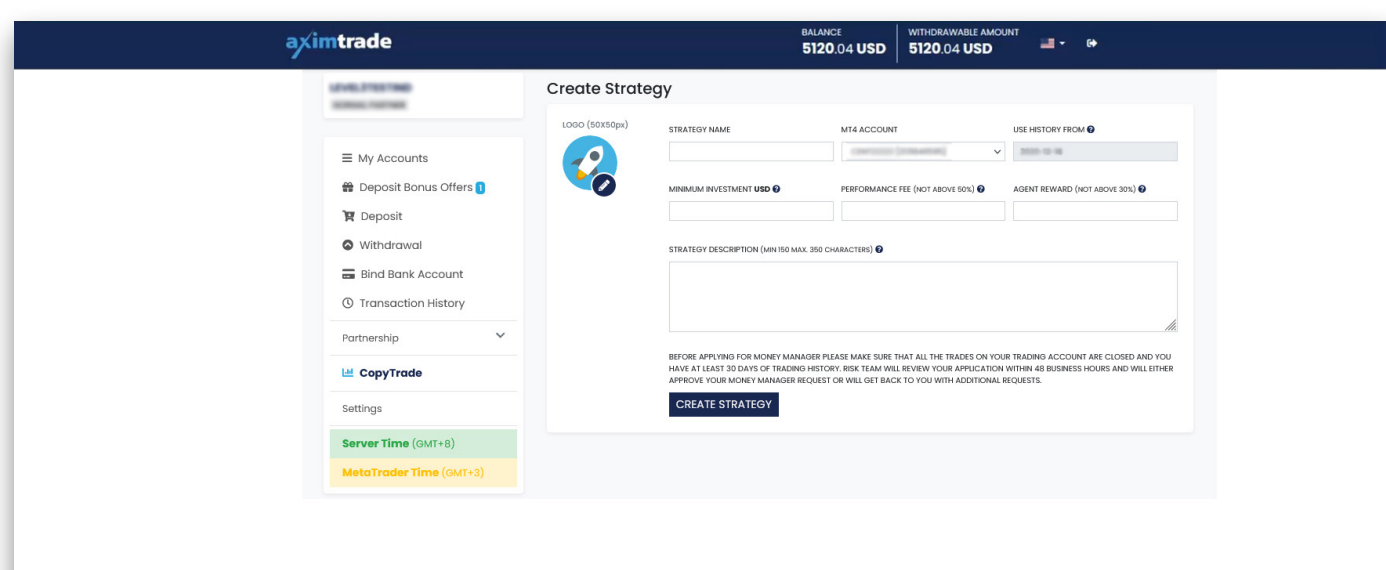 aximtrade
BALANCE
5120.04 USD
WITHDRAWABLE AMOUNT
5120.04 USD
My Accounts
Deposit Bonus Offers 1
Deposit
Withdrawal
Bind Bank Account
Transaction History
Partnership
CopyTrade
Settings
Server Time (GMT+8)
MetaTrader Time (GMT+3)
Create Strategy
LOGO (50X50px)
STRATEGY NAME
MT4 ACCOUNT
USE HISTORY FROM
MINIMUM INVESTMENT USD
PERFORMANCE FEE (NOT ABOVE 50%)
AGENT REWARD (NOT ABOVE 30%)
STRATEGY DESCRIPTION (MIN 150 MAX. 350 CHARACTERS)
BEFORE APPLYING FOR MONEY MANAGER PLEASE MAKE SURE THAT ALL THE TRADES ON YOUR TRADING ACCOUNT ARE CLOSED AND YOU
HAVE AT LEAST 30 DAYS OF TRADING HISTORY. RISK TEAM WILL REVIEW YOUR APPLICATION WITHIN 48 BUSINESS HOURS AND WILL EITHER
APPROVE YOUR MONEY MANAGER REQUEST OR WILL GET BACK TO YOU WITH ADDITIONAL REQUESTS.
CREATE STRATEGY